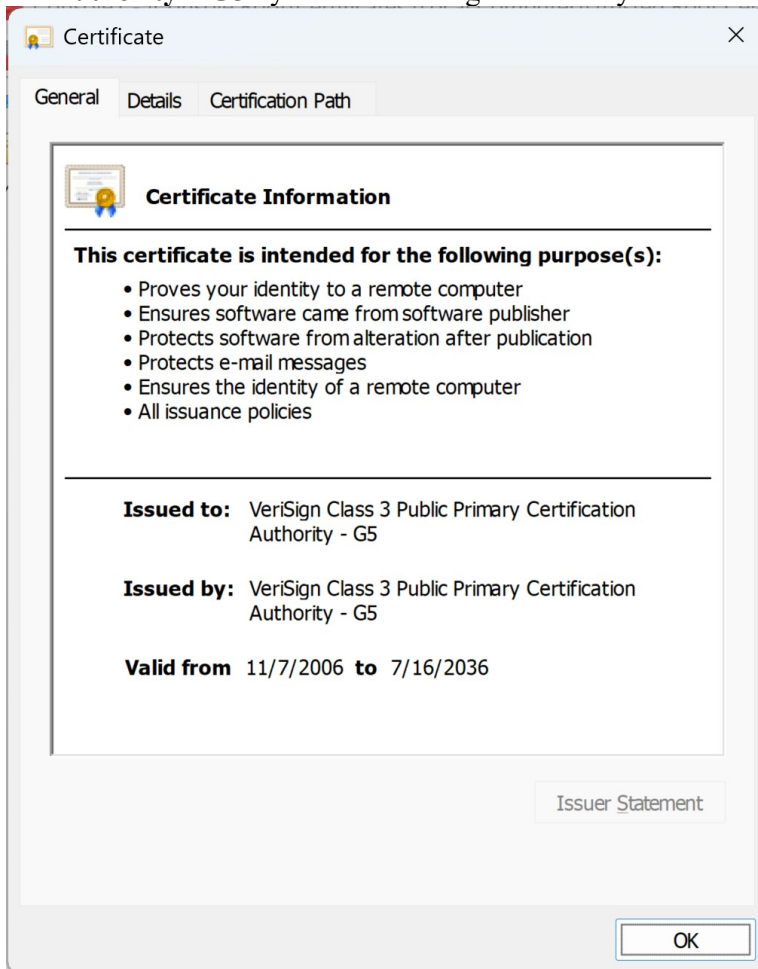 Certificate
General Details Certification Path
Certificate Information
This certificate is intended for the following purpose(s):
• Proves your identity to a remote computer
• Ensures software came from software publisher
• Protects software from alteration after publication
• Protects e-mail messages
• Ensures the identity of a remote computer
• All issuance policies
Issued to: VeriSign Class 3 Public Primary Certification
Authority - G5
Issued by: VeriSign Class 3 Public Primary Certification
Authority - G5
Valid from 11/7/2006 to 7/16/2036
Issuer Statement
OK